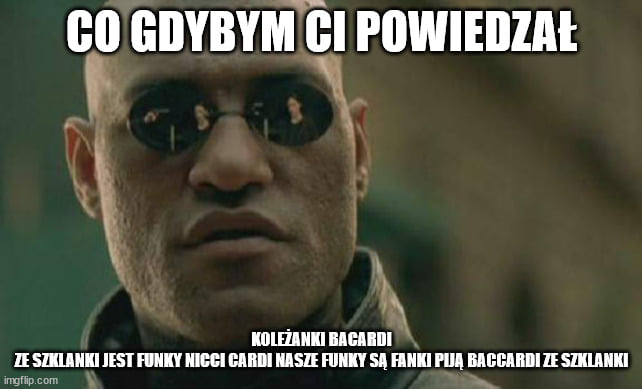 CO GDYBYM CI POWIEDZAŁ
KOLEŻANKI BACARDI
ZE SZKLANKI JEST FUNKY NICCI CARDI NASZE FUNKY SĄ FANKI PIJĄ BACCARDI ZE SZKLANKI
imgflip.com